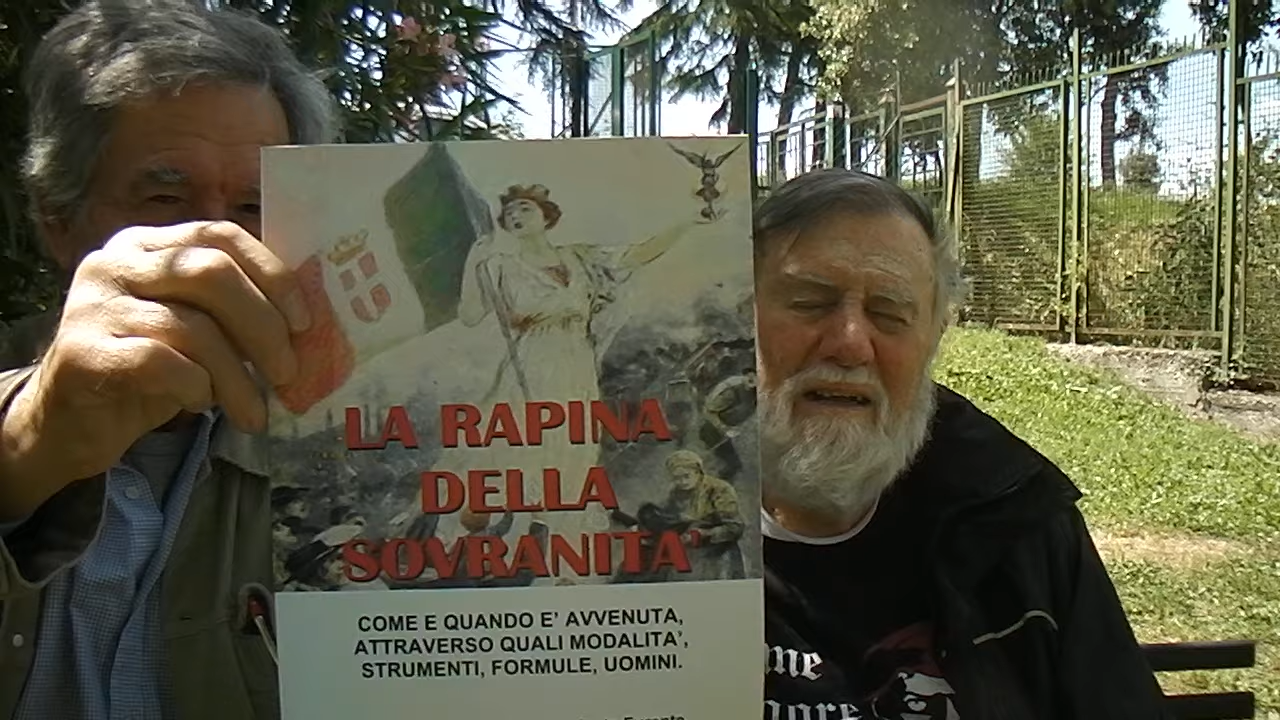 LA RAPINA
DELLA
SOVRANITA'
COME E QUANDO E' AVVENUTA,
ATTRAVERSO QUALI MODALITA',
STRUMENTI, FORMULE, UOMINI.